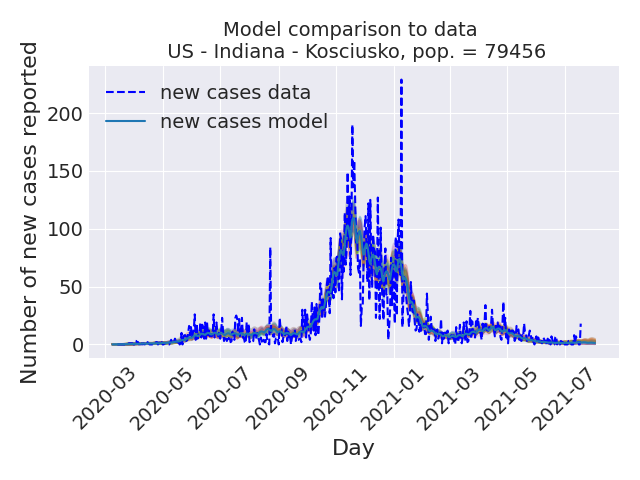 Model comparison to data
US - Indiana - Kosciusko, pop. = 79456
Number of new cases reported
new cases data
new cases model
200
150
100
50
0
2020-03
2020-05
2020-07
2020-09
2020-11
2021-01
2021-03
2021-05
2021-07
Day